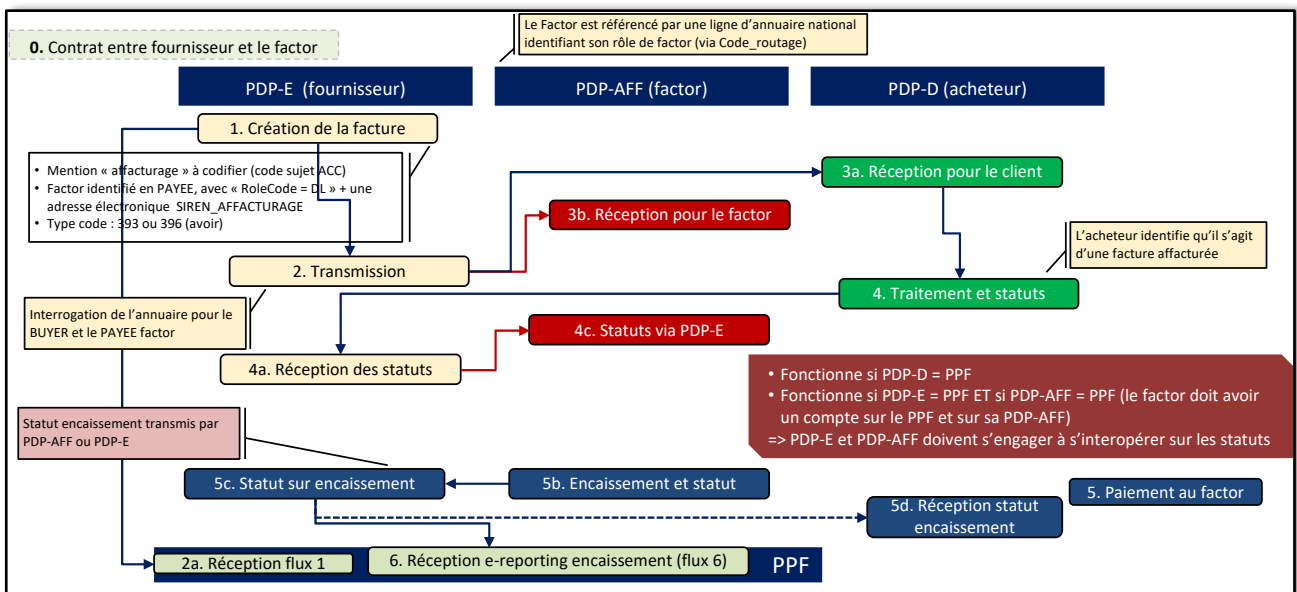 Le Factor est référencé par une ligne d'annuaire national
identifiant son rôle de factor (via Code_routage)
0. Contrat entre fournisseur et le factor
PDP-E (fournisseur)
PDP-AFF (factor)
PDP-D (acheteur)
1. Création de la facture
• Mention « affacturage » à codifier (code sujet ACC)
• Factor identifié en PAYEE, avec « RoleCode = DL » + une
adresse électronique SIREN_AFFACTURAGE
• Type code : 393 ou 396 (avoir)
3a. Réception pour le client
3b. Réception pour le factor
L'acheteur identifie qu'il s'agit
d'une facture affacturée
2. Transmission
4. Traitement et statuts
Interrogation de l'annuaire pour le
BUYER et le PAYEE factor
4c. Statuts via PDP-E
4a. Réception des statuts
• Fonctionne si PDP-D = PPF
• Fonctionne si PDP-E = PPF ET si PDP-AFF = PPF (le factor doit avoir
un compte sur le PPF et sur sa PDP-AFF)
=> PDP-E et PDP-AFF doivent s'engager à s'interopérer sur les statuts
Statut encaissement transmis par
PDP-AFF ou PDP-E
5c. Statut sur encaissement
5b. Encaissement et statut
5. Paiement au factor
5d. Réception statut
encaissement
2a. Réception flux 1
6. Réception e-reporting encaissement (flux 6)
PPF